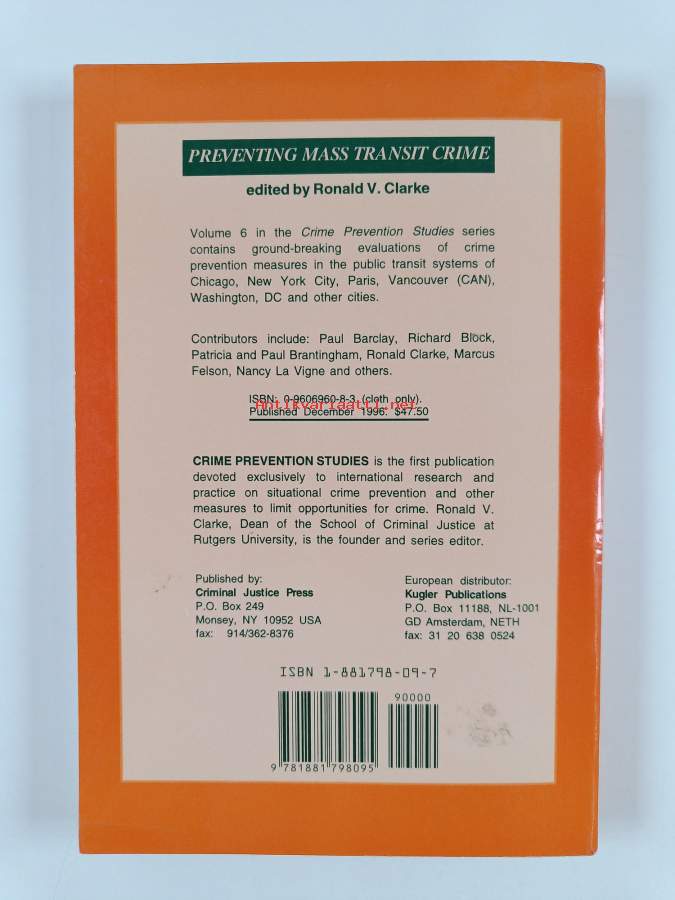 PREVENTING MASS TRANSIT CRIME
edited by Ronald V. Clarke
Volume 6 in the Crime Prevention Studies series
contains ground-breaking evaluations of crime
prevention measures in the public transit systems of
Chicago, New York City, Paris, Vancouver (CAN),
Washington, DC and other cities.
Contributors include: Paul Barclay, Richard Block,
Patricia and Paul Brantingham, Ronald Clarke, Marcus
Felson, Nancy La Vigne and others.
ISBN: 0-9606960-8-3 (cloth only).
Antikvariaatti.net
Published December 1996: $47.50
CRIME PREVENTION STUDIES is the first publication
devoted exclusively to international research and
practice on situational crime prevention and other
measures to limit opportunities for crime. Ronald V.
Clarke, Dean of the School of Criminal Justice at
Rutgers University, is the founder and series editor.
Published by:
Criminal Justice Press
P.O. Box 249
Monsey, NY 10952 USA
fax: 914/362-8376
European distributor:
Kugler Publications
P.O. Box 11188, NL-1001
GD Amsterdam, NETH
fax: 31 20 638 0524
ISBN 1-881798-09-7
90000
9 781881 798095